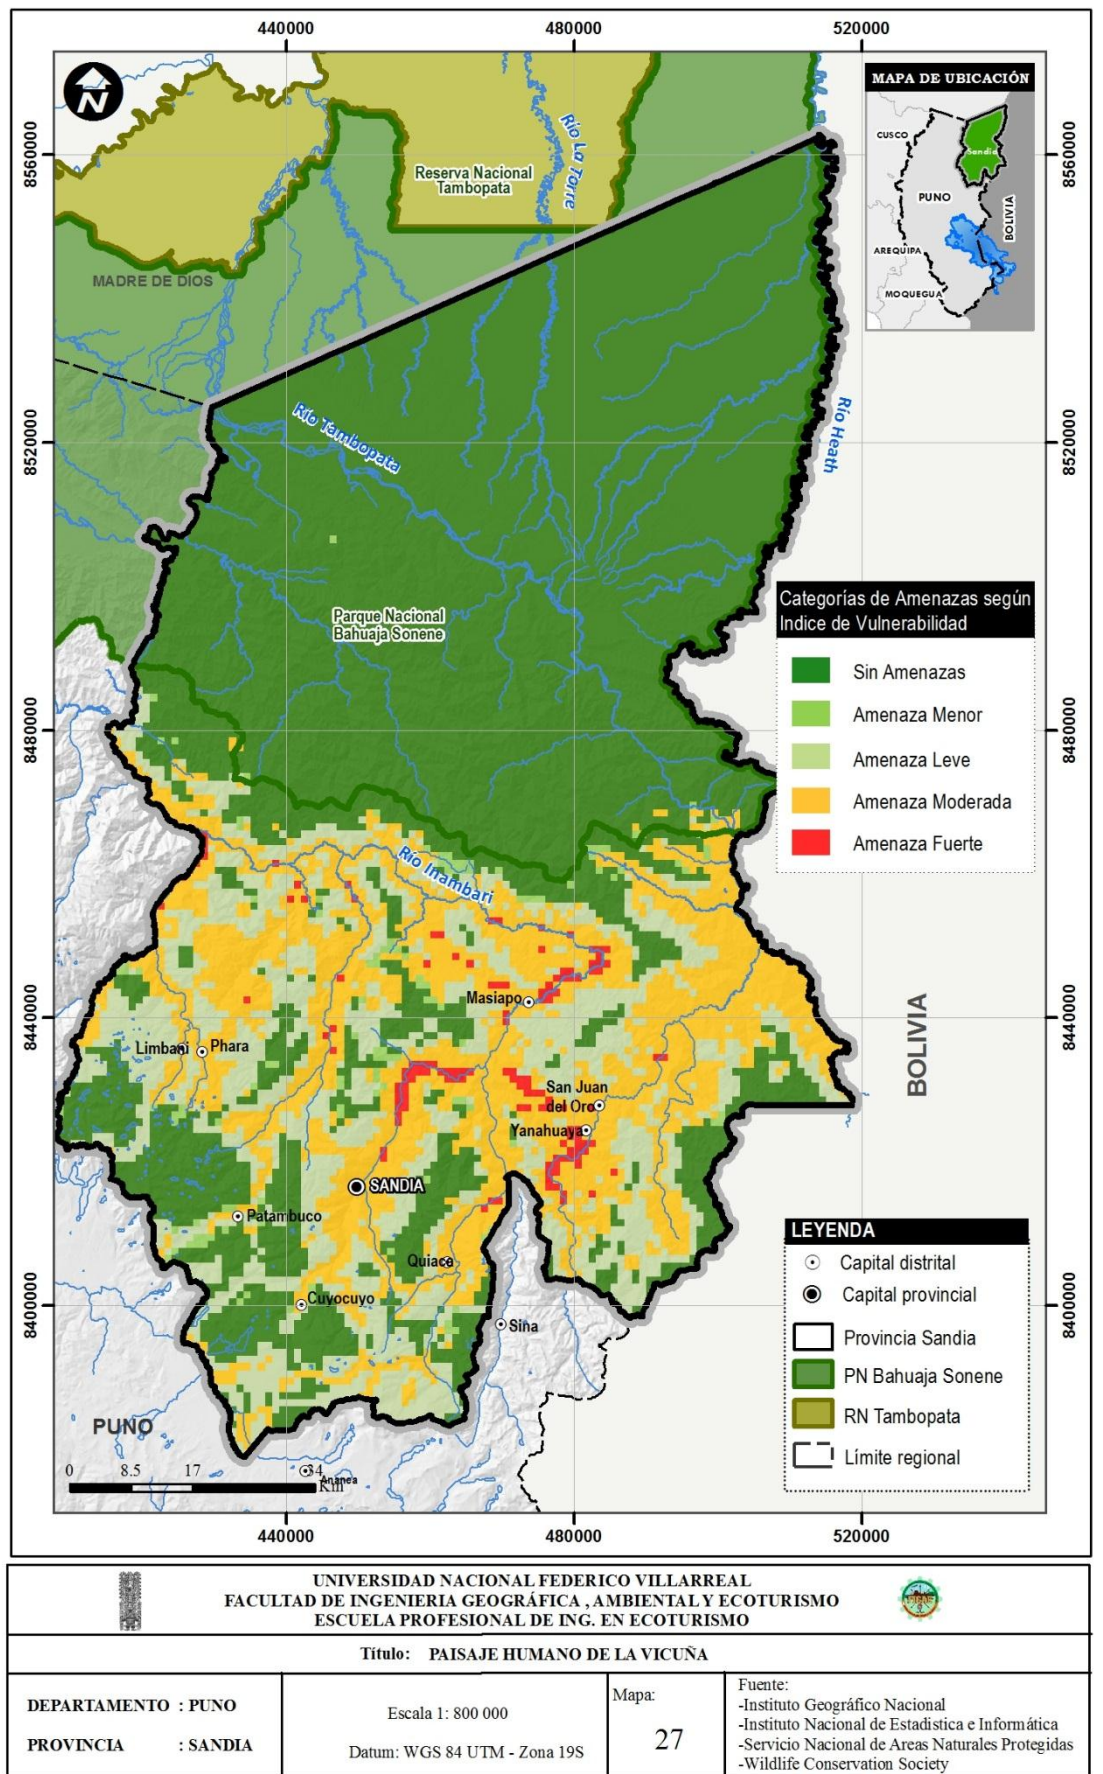 440000
480000
520000
N
MAPA DE UBICACIÓN
CUSCO
Sandia
PUNO
BOLIVIA
AREQUIPA
MOQUEGUA
8560000
8560000
Río La Torre
Reserva Nacional
Tambopata
MADRE DE DIOS
Río Tambopata
Río Heath
8520000
8520000
Parque Nacional
Bahuaja Sonene
Categorías de Amenazas según
Indice de Vulnerabilidad
Sin Amenazas
Amenaza Menor
Amenaza Leve
Amenaza Moderada
Amenaza Fuerte
8480000
8480000
Río Inambari
Masiapo
8440000
8440000
Limbani
Phara
BOLIVIA
San Juan
del Oro
Yanahuaya
SANDIA
Patambuco
Quiaca
Cuyocuyo
Sina
8400000
8400000
LEYENDA
Capital distrital
Capital provincial
Provincia Sandia
PN Bahuaja Sonene
RN Tambopata
Límite regional
PUNO
0 8.5 17 34
Km
Ananea
440000
480000
520000
UNIVERSIDAD NACIONAL FEDERICO VILLARREAL
FACULTAD DE INGENIERIA GEOGRÁFICA , AMBIENTAL Y ECOTURISMO
ESCUELA PROFESIONAL DE ING. EN ECOTURISMO
Título: PAISAJE HUMANO DE LA VICUÑA
DEPARTAMENTO : PUNO
PROVINCIA : SANDIA
Escala 1: 800 000
Datum: WGS 84 UTM - Zona 19S
Mapa:
27
Fuente:
-Instituto Geográfico Nacional
-Instituto Nacional de Estadistica e Informática
-Servicio Nacional de Areas Naturales Protegidas
-Wildlife Conservation Society